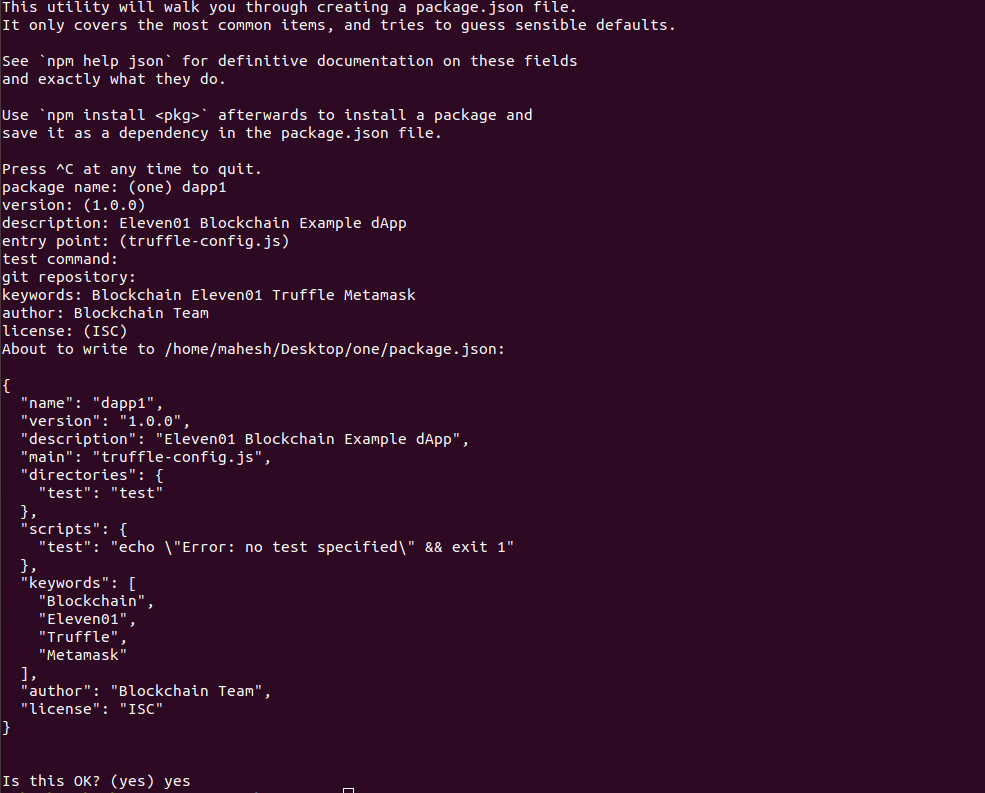 This utility will walk you through creating a package.json file.
It only covers the most common items, and tries to guess sensible defaults.
See `npm help json` for definitive documentation on these fields
and exactly what they do.
Use `npm install <pkg>` afterwards to install a package and
save it as a dependency in the package.json file.
Press ^C at any time to quit.
package name: (one) dapp1
version: (1.0.0)
description: Eleven01 Blockchain Example dApp
entry point: (truffle-config.js)
test command:
git repository:
keywords: Blockchain Eleven01 Truffle Metamask
author: Blockchain Team
license: (ISC)
About to write to /home/mahesh/Desktop/one/package.json:
{
  "name": "dapp1",
  "version": "1.0.0",
  "description": "Eleven01 Blockchain Example dApp",
  "main": "truffle-config.js",
  "directories": {
    "test": "test"
  },
  "scripts": {
    "test": "echo \"Error: no test specified\" && exit 1"
  },
  "keywords": [
    "Blockchain",
    "Eleven01",
    "Truffle",
    "Metamask"
  ],
  "author": "Blockchain Team",
  "license": "ISC"
}
Is this OK? (yes) yes